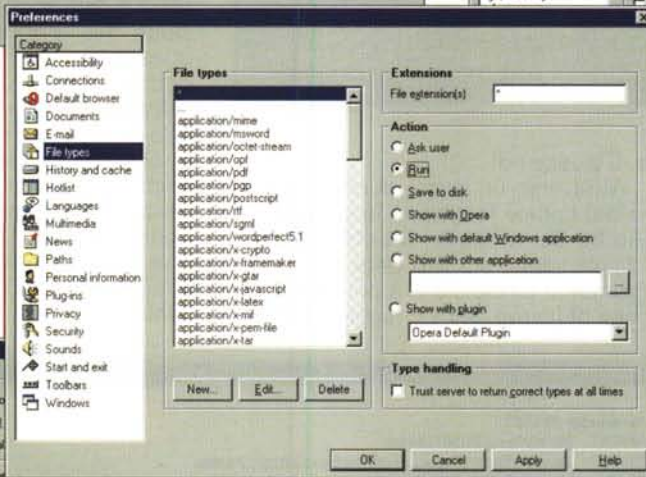 Preferences
Category
Accessibility
Connections
Default browser
Documents
E-mail
File types
History and cache
Hotlist
Languages
Multimedia
News
Paths
Personal information
Plug-ins
Privacy
Security
Sounds
Start and exit
Toolbars
Windows
File types
*
...
application/mime
application/msword
application/octet-stream
application/opf
application/pdf
application/pgp
application/postscript
application/rtf
application/sgml
application/wordperfect5.1
application/x-crypto
application/x-framemaker
application/x-gtar
application/x-javascript
application/x-latex
application/x-mif
application/x-pem-file
application/x-tar
New...
Edit...
Delete
Extensions
File extension(s)
*
Action
Ask user
Run
Save to disk
Show with Opera
Show with default Windows application
Show with other application
...
Show with plugin
Opera Default Plugin
Type handling
Trust server to return correct types at all times
OK
Cancel
Apply
Help